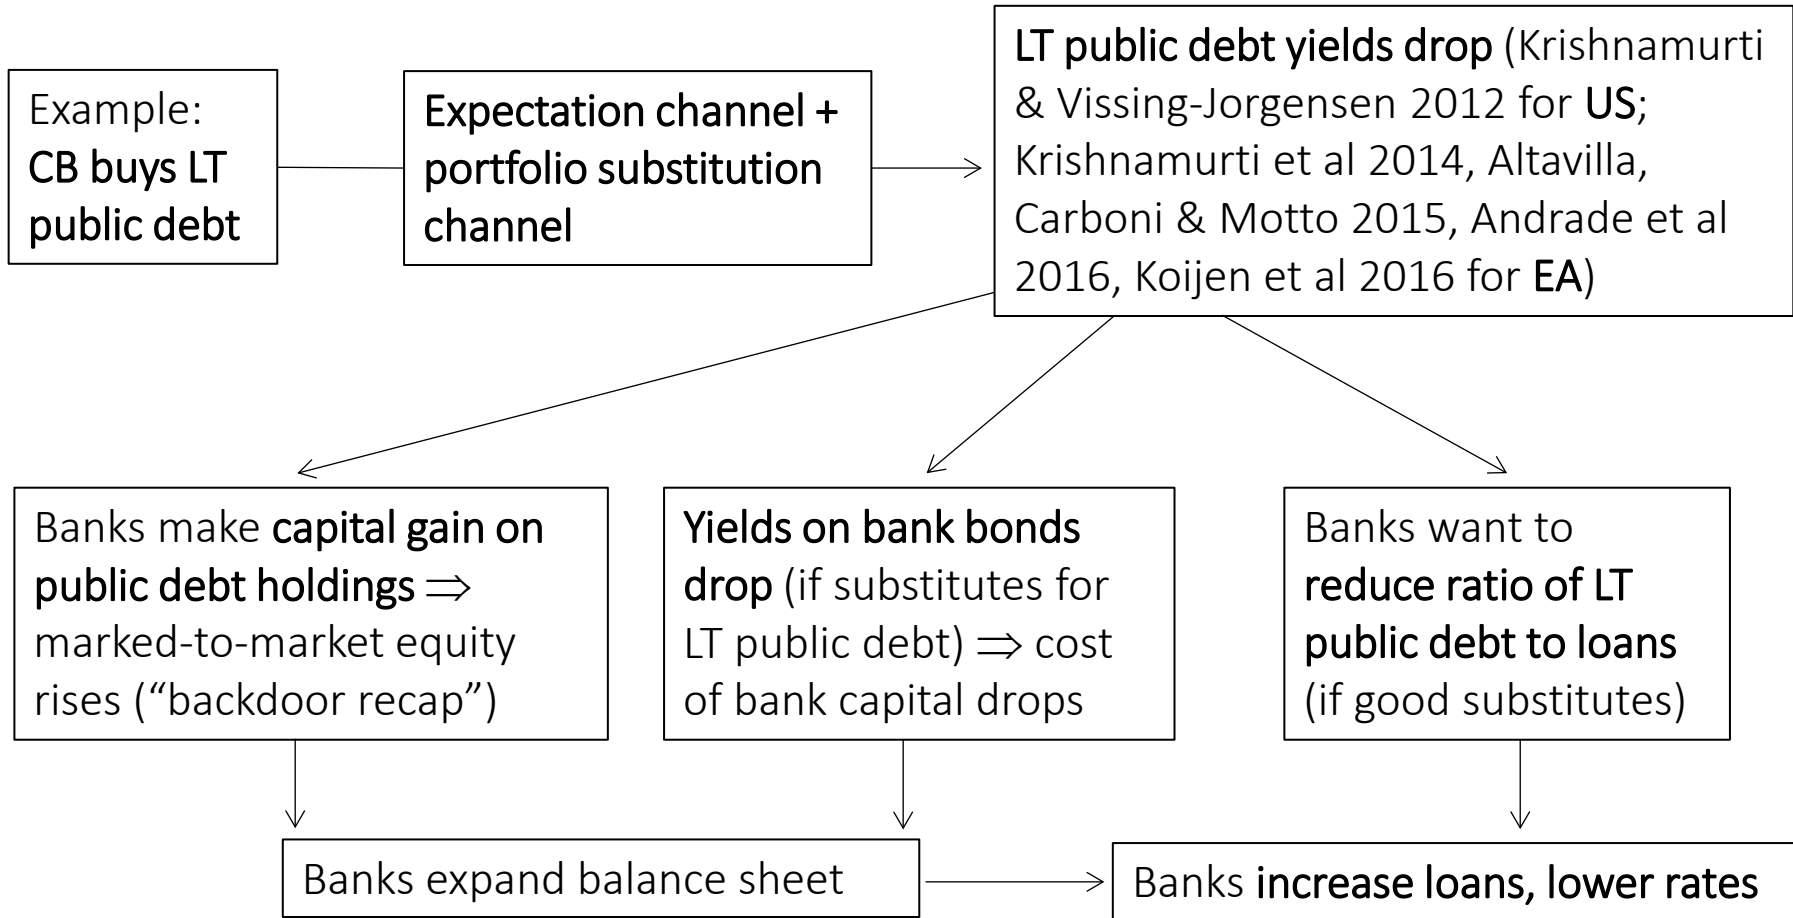 Example:
CB buys LT
public debt
Expectation channel +
portfolio substitution
channel
LT public debt yields drop (Krishnamurti
& Vissing-Jorgensen 2012 for US;
Krishnamurti et al 2014, Altavilla,
Carboni & Motto 2015, Andrade et al
2016, Koijen et al 2016 for EA)
Banks make capital gain on
public debt holdings ⇒
marked-to-market equity
rises (“backdoor recap”)
Yields on bank bonds
drop (if substitutes for
LT public debt) ⇒ cost
of bank capital drops
Banks want to
reduce ratio of LT
public debt to loans
(if good substitutes)
Banks expand balance sheet
Banks increase loans, lower rates